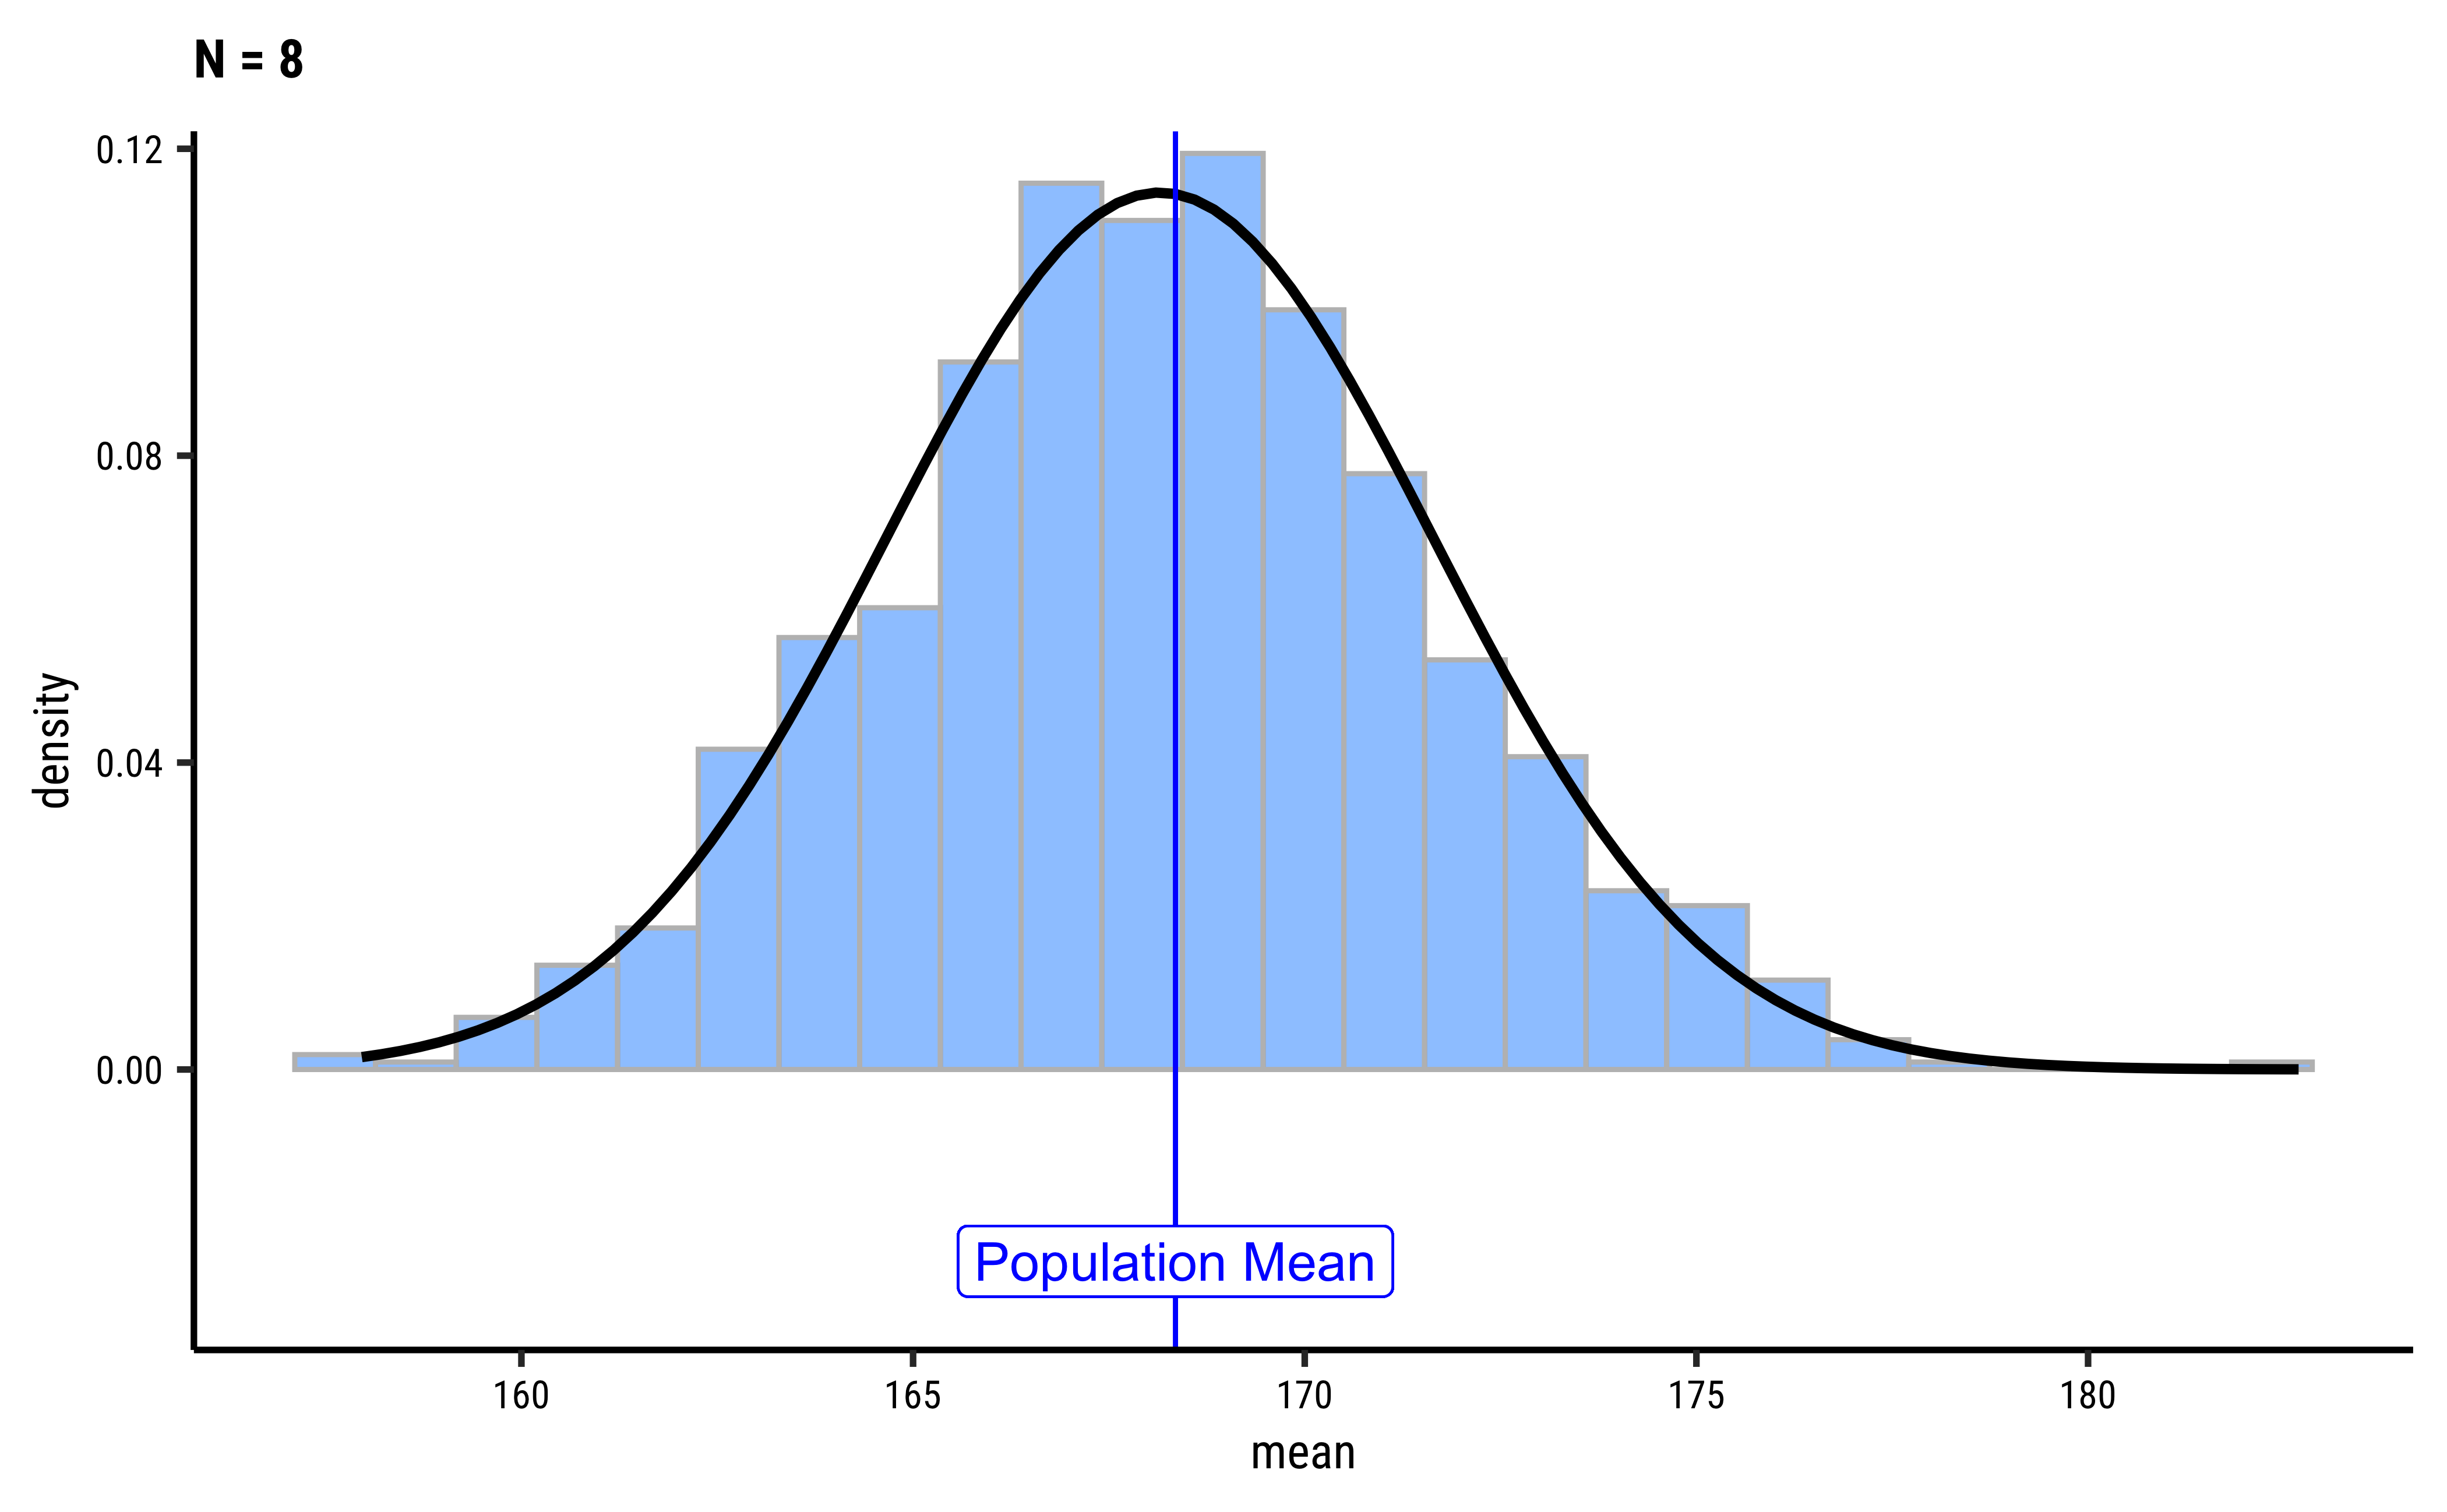 N = 8
0.12
0.08
0.04
0.00
density
Population Mean
160
165
170
175
180
mean